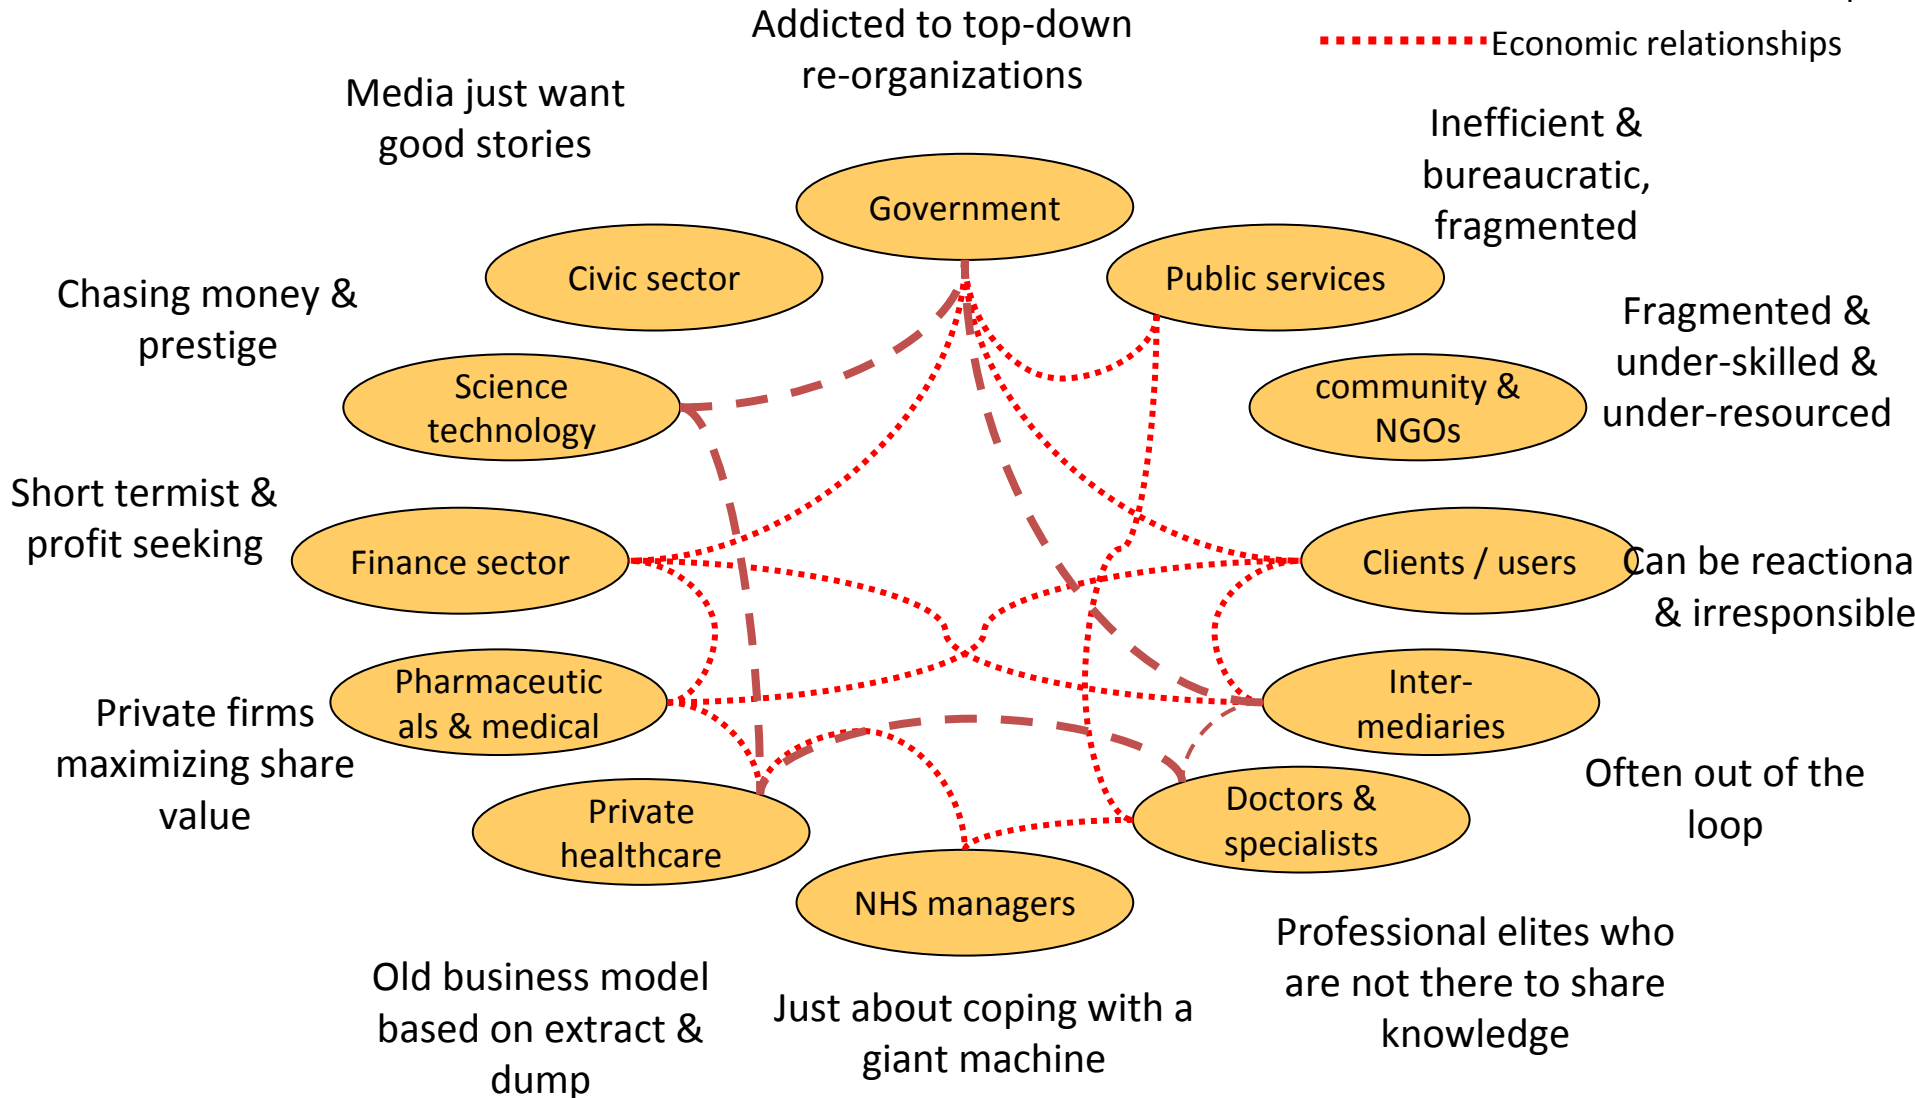 Addicted to top-down
re-organizations
Economic relationships
Media just want
good stories
Inefficient &
bureaucratic,
fragmented
Government
Civic sector
Public services
Chasing money &
prestige
Fragmented &
under-skilled &
under-resourced
Science
technology
community &
NGOs
Short termist &
profit seeking
Finance sector
Clients / users
Can be reactiona
& irresponsible
Pharmaceutic
als & medical
Inter-
mediaries
Private firms
maximizing share
value
Often out of the
loop
Private
healthcare
Doctors &
specialists
NHS managers
Professional elites who
are not there to share
knowledge
Old business model
based on extract &
dump
Just about coping with a
giant machine